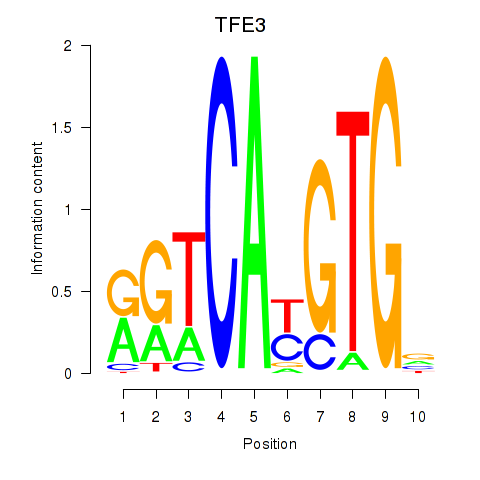 TFE3
2
1.5
1
0.5
0
Information content
G G T C A T G T G G
A A A C C A A
C T C G C
T A T
1 2 3 4 5 6 7 8 9 10
Position